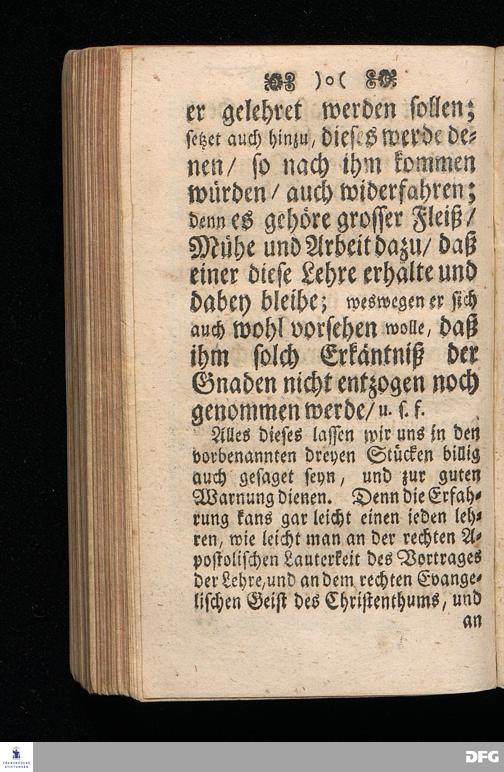 )o(
er gelehret werden sollen;
setzet auch hinzu, dieses werde de-
nen/ so nach ihm kommen
würden/ auch widerfahren;
denn es gehöre grosser Fleiß/
Mühe und Arbeit dazu/ daß
einer diese Lehre erhalte und
dabey bleibe; weswegen er sich
auch wohl vorsehen wolle, daß
ihm solch Erkäntniß der
Gnaden nicht entzogen noch
genommen werde/ u. s. f.
Alles dieses lassen wir uns in den
vorbenannten dreyen Stücken billig
auch gesaget seyn, und zur guten
Warnung dienen. Denn die Erfah-
rung kans gar leicht einen ieden leh-
ren, wie leicht man an der rechten A-
postolischen Lauterkeit des Vortrages
der Lehre, und an dem rechten Evange-
lischen Geist des Christenthums, und
an
FRANCKESCHE
STIFTUNGEN
DFG